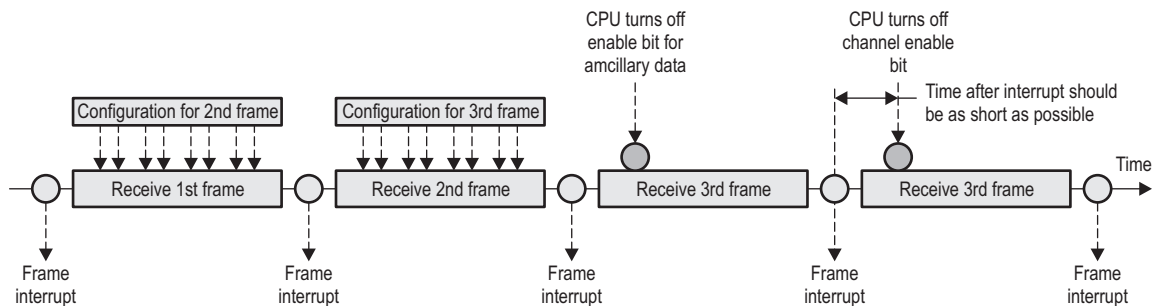 CPU turns off
enable bit for
amcillary data
CPU turns off
channel enable
bit
Configuration for 2nd frame
Configuration for 3rd frame
Time after interrupt should
be as short as possible
Receive 1st frame
Receive 2nd frame
Receive 3rd frame
Receive 3rd frame
Time
Frame
interrupt
Frame
interrupt
Frame
interrupt
Frame
interrupt
Frame
interrupt